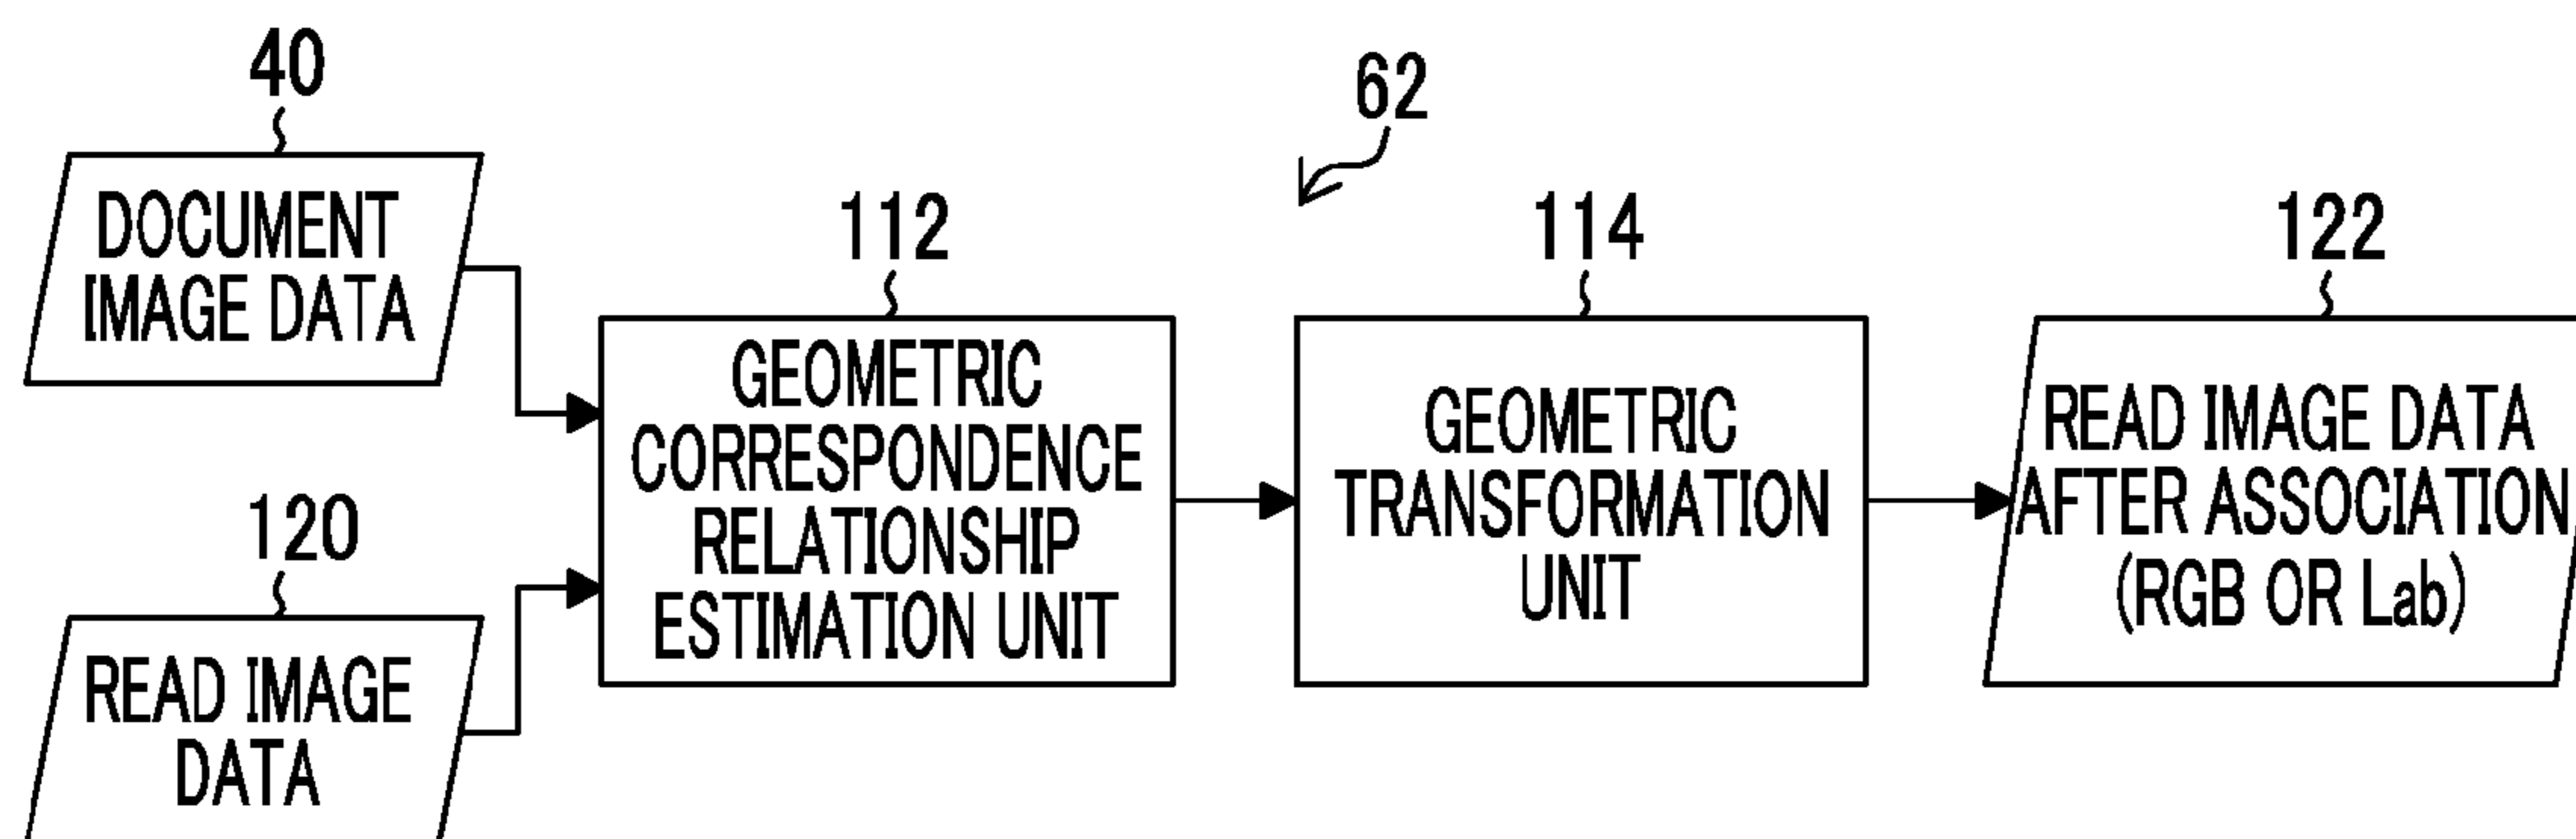 40
DOCUMENT
IMAGE DATA
120
READ IMAGE
DATA
112
GEOMETRIC
CORRESPONDENCE
RELATIONSHIP
ESTIMATION UNIT
62
114
GEOMETRIC
TRANSFORMATION
UNIT
122
READ IMAGE DATA
AFTER ASSOCIATION
(RGB OR Lab)